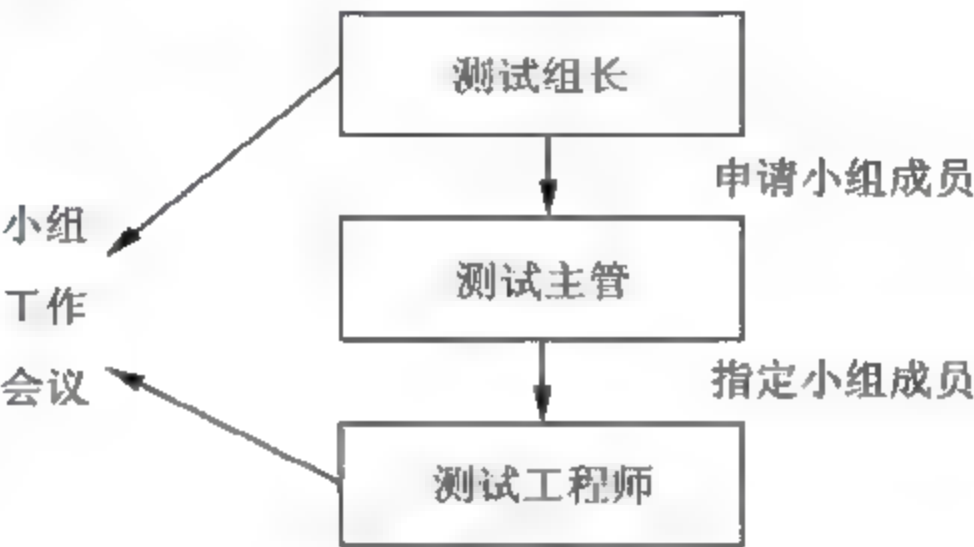 测试组长
申请小组成员
小组
工作
会议
测试主管
指定小组成员
测试工程师